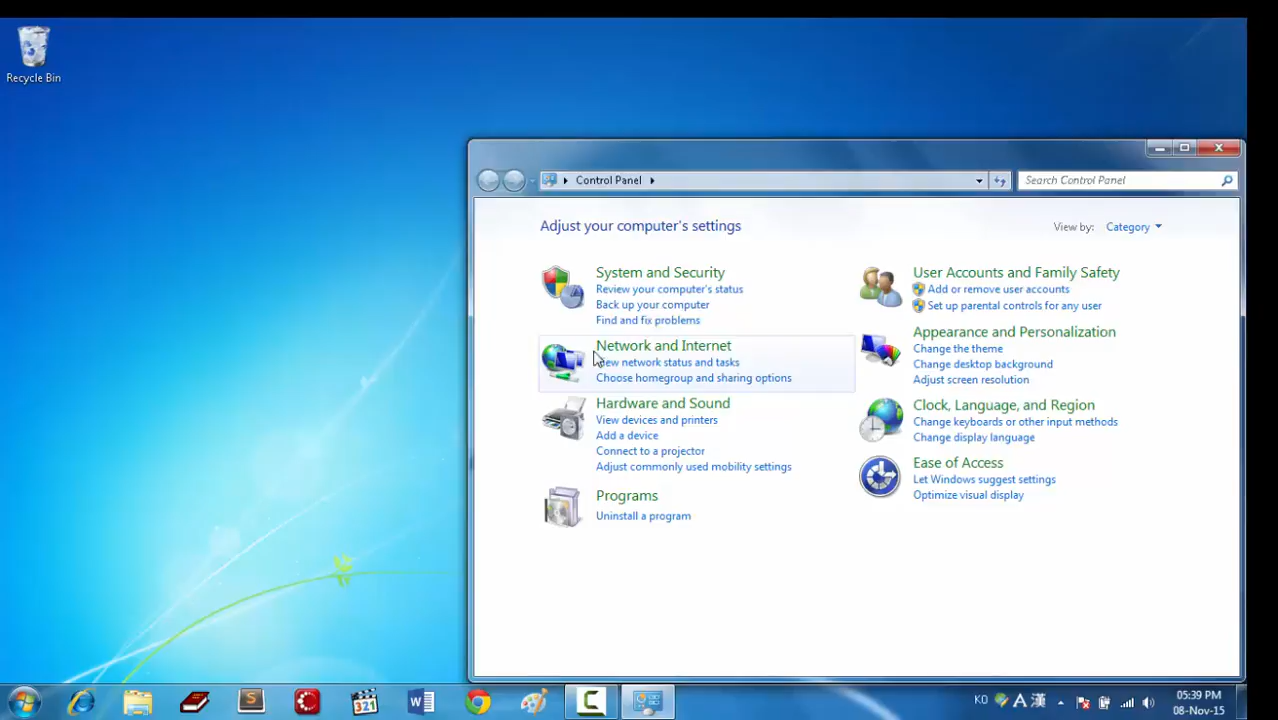 Recycle Bin
Control Panel
Search Control Panel
Adjust your computer's settings
View by: Category
System and Security
Review your computer's status
Back up your computer
Find and fix problems
Network and Internet
View network status and tasks
Choose homegroup and sharing options
Hardware and Sound
View devices and printers
Add a device
Connect to a projector
Adjust commonly used mobility settings
Programs
Uninstall a program
User Accounts and Family Safety
Add or remove user accounts
Set up parental controls for any user
Appearance and Personalization
Change the theme
Change desktop background
Adjust screen resolution
Clock, Language, and Region
Change keyboards or other input methods
Change display language
Ease of Access
Let Windows suggest settings
Optimize visual display
S
321
W
C
KO A 漢
05:39 PM
08-Nov-15